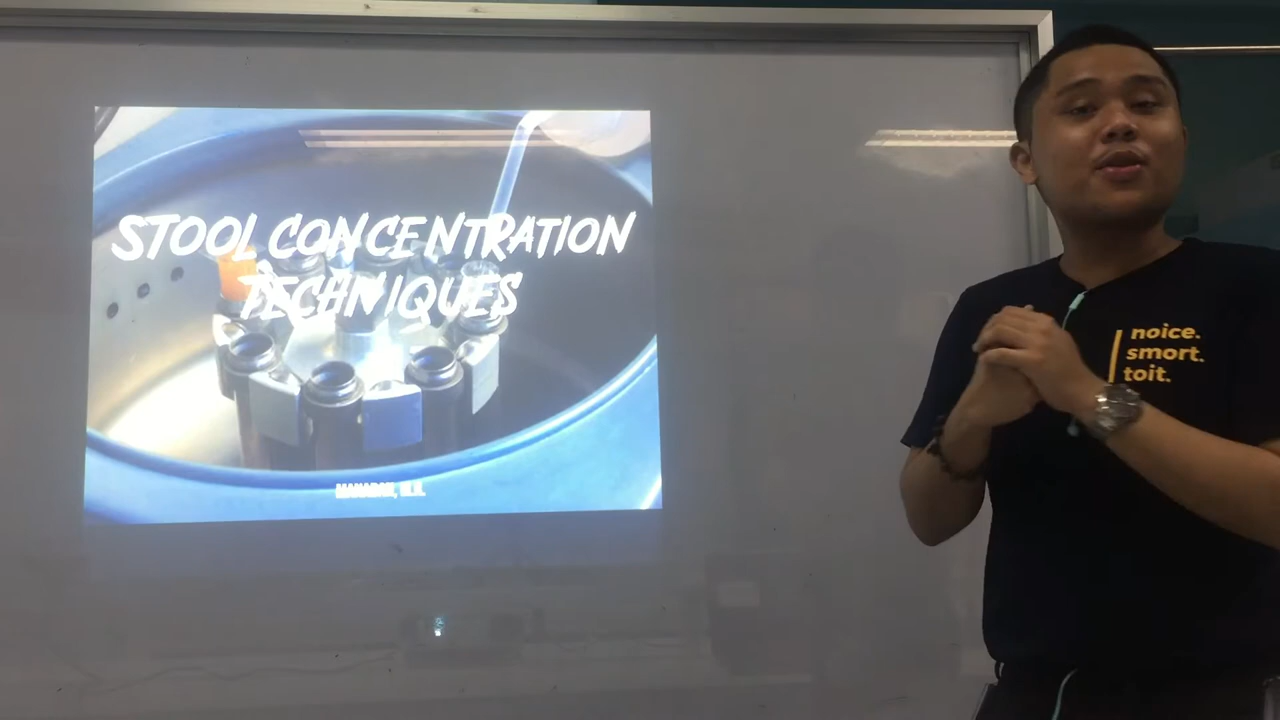 STOOL CONCENTRATION
TECHNIQUES
noice.
smort.
toit.